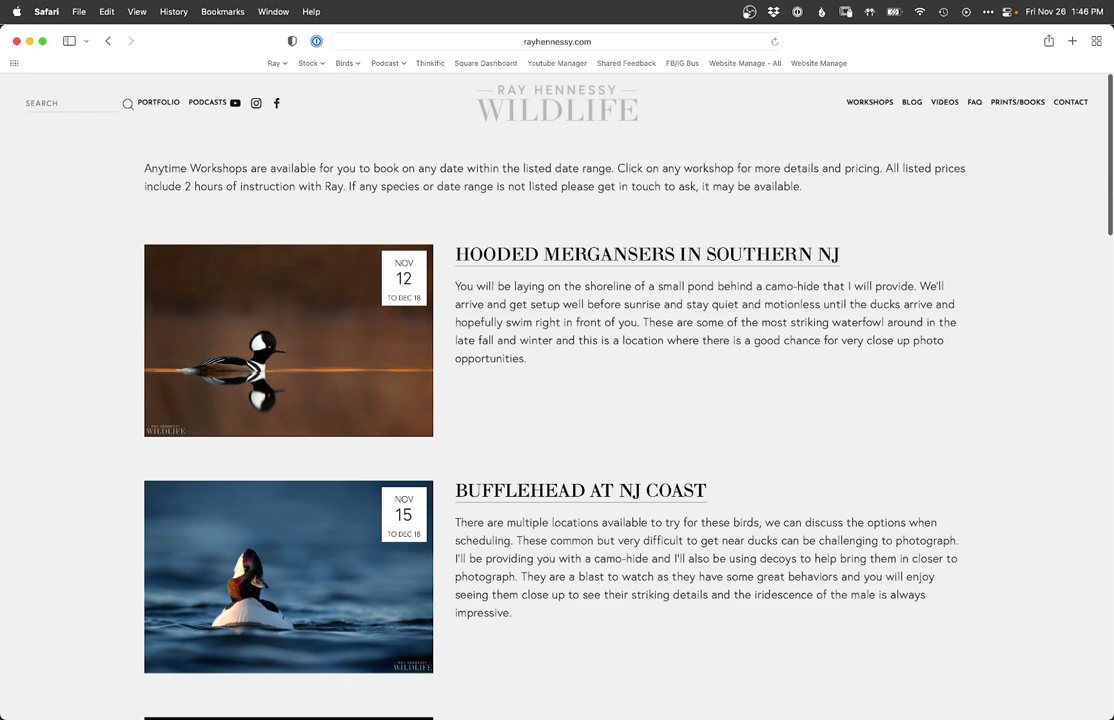 Safari File Edit View History Bookmarks Window Help Fri Nov 26 1:46 PM
rayhennessy.com
Ray Stock Birds Podcast Thinkific Square Dashboard Youtube Manager Shared Feedback FB/IG Bus Website Manage - All Website Manage
SEARCH PORTFOLIO PODCASTS
RAY HENNESSY
WILDLIFE
WORKSHOPS BLOG VIDEOS FAQ PRINTS/BOOKS CONTACT
Anytime Workshops are available for you to book on any date within the listed date range. Click on any workshop for more details and pricing. All listed prices
include 2 hours of instruction with Ray. If any species or date range is not listed please get in touch to ask, it may be available.
NOV
12
TO DEC 18
RAY HENNESSY
WILDLIFE
HOODED MERGANSERS IN SOUTHERN NJ
You will be laying on the shoreline of a small pond behind a camo-hide that I will provide. We'll
arrive and get setup well before sunrise and stay quiet and motionless until the ducks arrive and
hopefully swim right in front of you. These are some of the most striking waterfowl around in the
late fall and winter and this is a location where there is a good chance for very close up photo
opportunities.
NOV
15
TO DEC 18
RAY HENNESSY
WILDLIFE
BUFFLEHEAD AT NJ COAST
There are multiple locations available to try for these birds, we can discuss the options when
scheduling. These common but very difficult to get near ducks can be challenging to photograph.
I'll be providing you with a camo-hide and I'll also be using decoys to help bring them in closer to
photograph. They are a blast to watch as they have some great behaviors and you will enjoy
seeing them close up to see their striking details and the iridescence of the male is always
impressive.